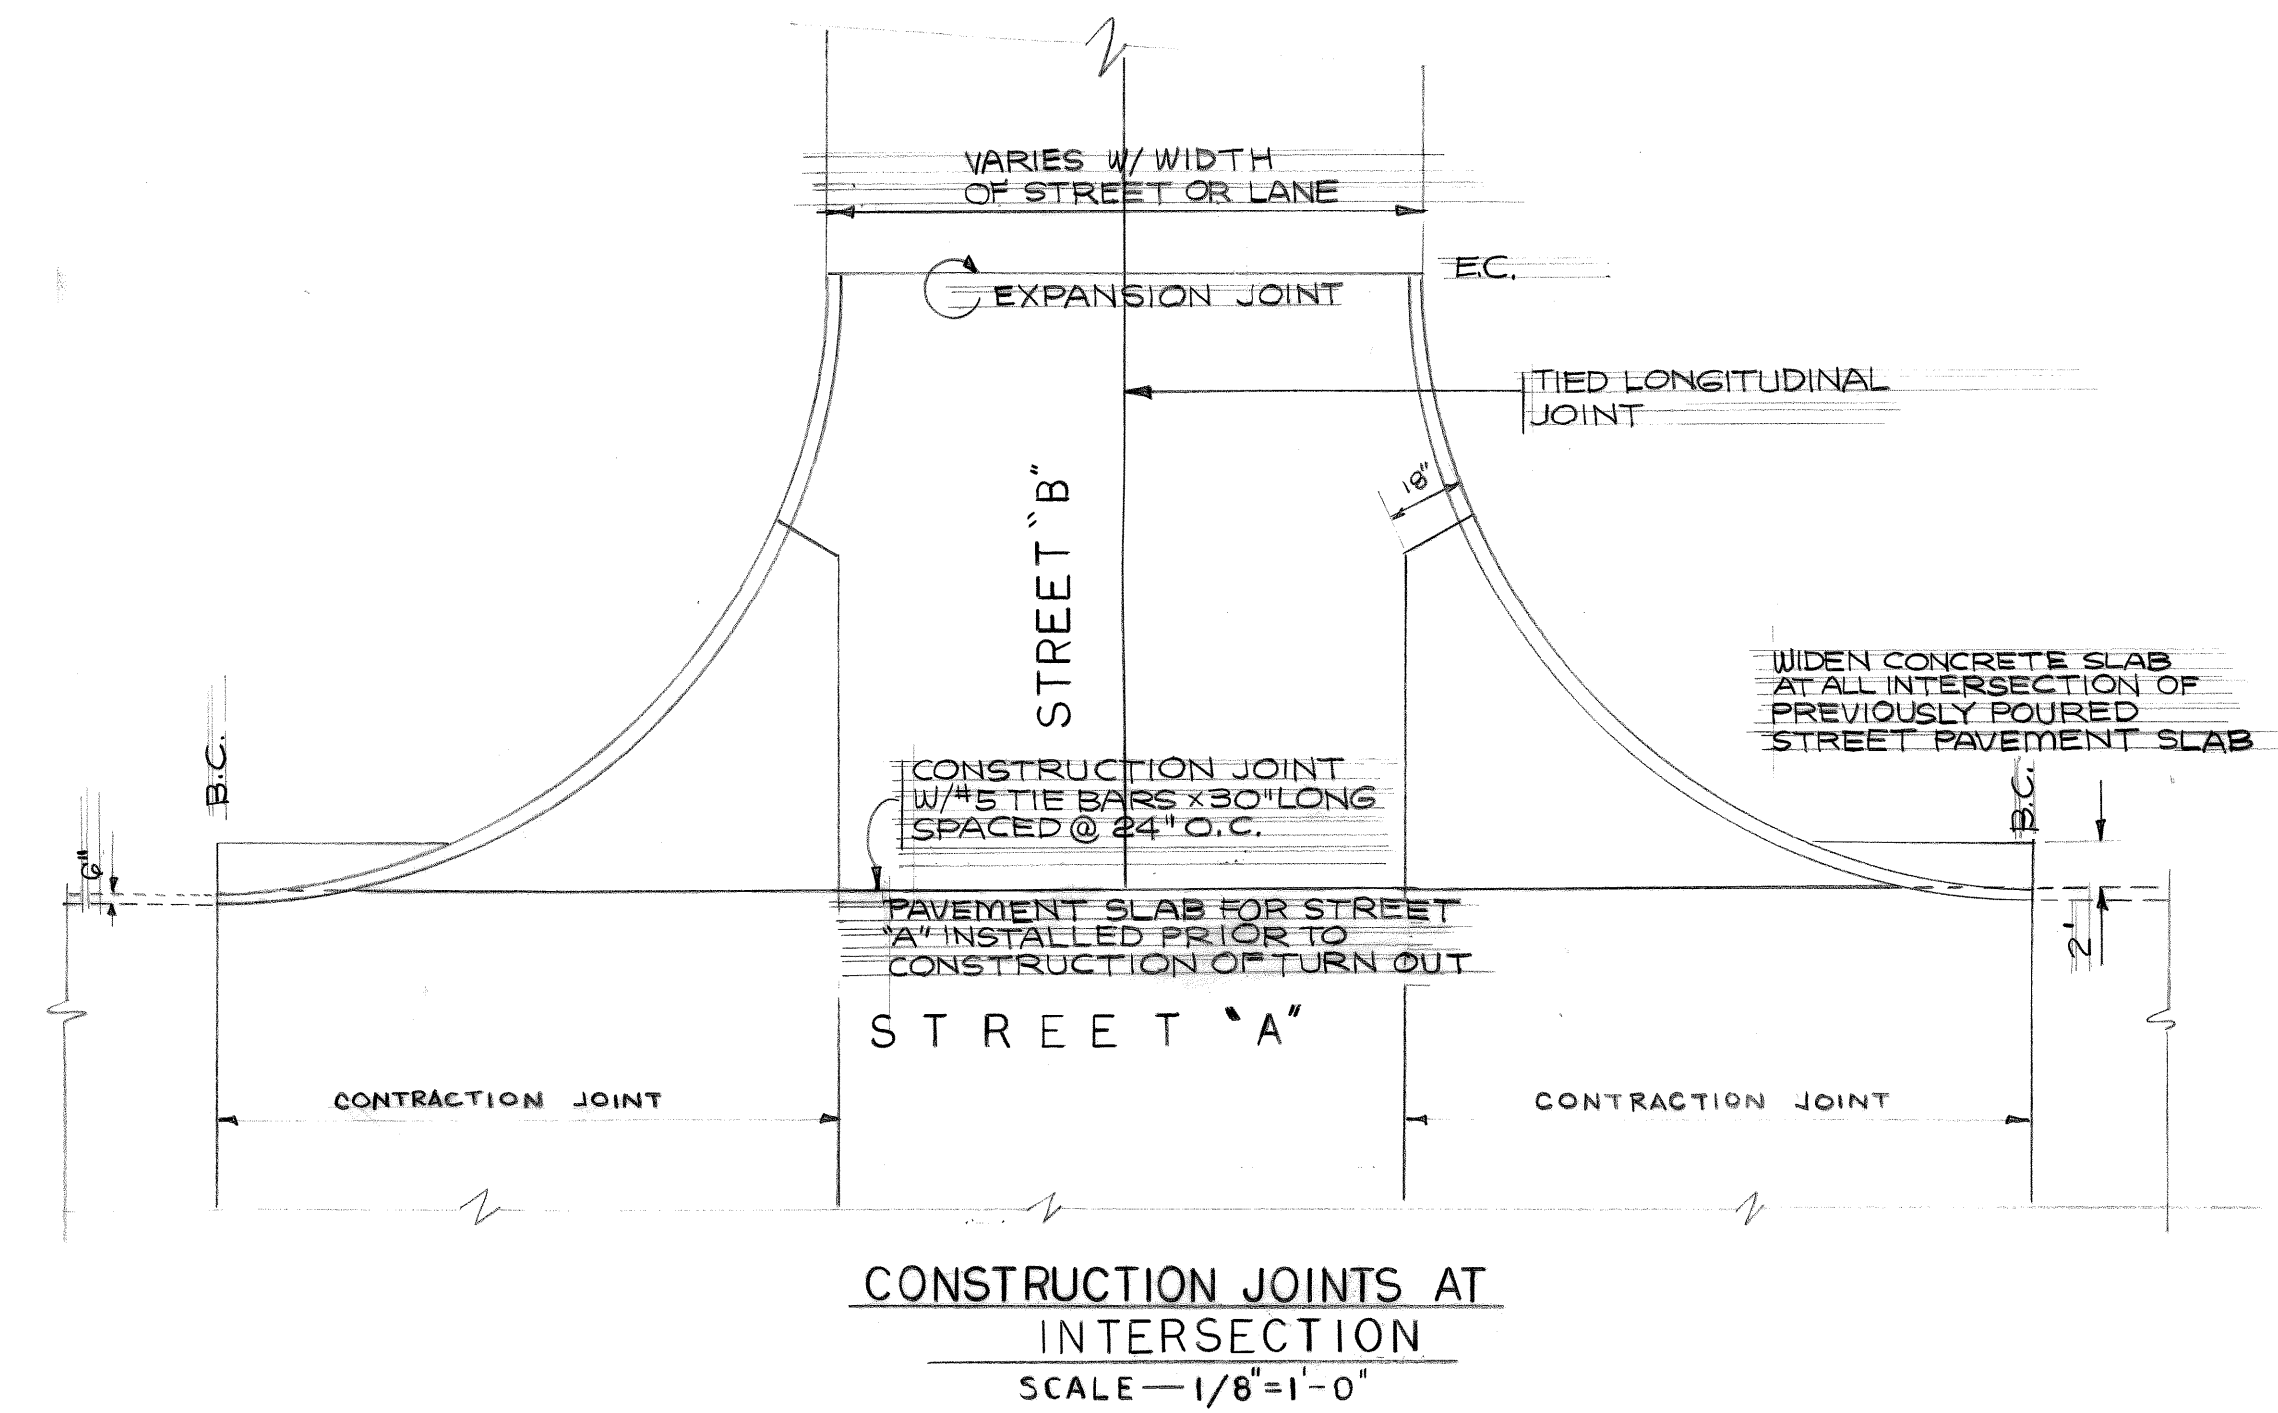 VARIES W/ WIDTH
OF STREET OR LANE
E.C.
EXPANSION JOINT
TIED LONGITUDINAL
JOINT
18"
STREET "B"
WIDEN CONCRETE SLAB
AT ALL INTERSECTION OF
PREVIOUSLY POURED
STREET PAVEMENT SLAB
B.C.
B.C.
CONSTRUCTION JOINT
W/#5 TIE BARS x 30" LONG
SPACED @ 24" O.C.
6"
2'
PAVEMENT SLAB FOR STREET
"A" INSTALLED PRIOR TO
CONSTRUCTION OF TURN OUT
STREET "A"
CONTRACTION JOINT
CONTRACTION JOINT
CONSTRUCTION JOINTS AT
INTERSECTION
SCALE — 1/8"=1'-0"